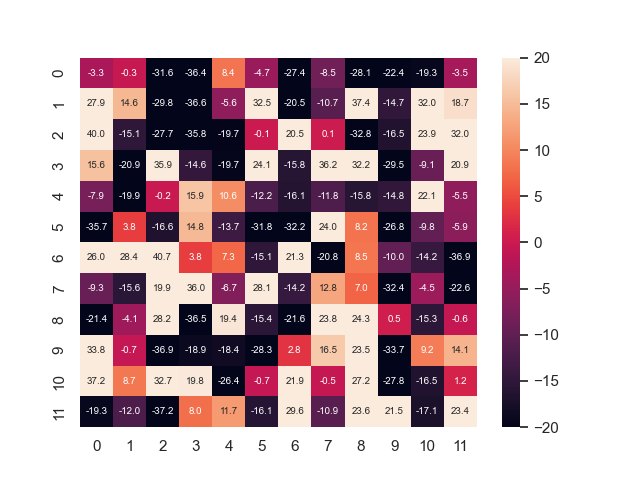 0 -3.3 -0.3 -31.6 -36.4 8.4 -4.7 -27.4 -8.5 -28.1 -22.4 -19.3 -3.5 20
1 27.9 14.6 -29.8 -36.6 -5.6 32.5 -20.5 -10.7 37.4 -14.7 32.0 18.7 15
2 40.0 -15.1 -27.7 -35.8 -19.7 -0.1 20.5 0.1 -32.8 -16.5 23.9 32.0
3 15.6 -20.9 35.9 -14.6 -19.7 24.1 -15.8 36.2 32.2 -29.5 -9.1 20.9 10
4 -7.9 -19.9 -0.2 15.9 10.6 -12.2 -16.1 -11.8 -15.8 -14.8 22.1 -5.5 5
5 -35.7 3.8 -16.6 14.8 -13.7 -31.8 -32.2 24.0 8.2 -26.8 -9.8 -5.9 0
6 26.0 28.4 40.7 3.8 7.3 -15.1 21.3 -20.8 8.5 -10.0 -14.2 -36.9
7 -9.3 -15.6 19.9 36.0 -6.7 28.1 -14.2 12.8 7.0 -32.4 -4.5 -22.6 -5
8 -21.4 -4.1 28.2 -36.5 19.4 -15.4 -21.6 23.8 24.3 0.5 -15.3 -0.6 -10
9 33.8 -0.7 -36.9 -18.9 -18.4 -28.3 2.8 16.5 23.5 -33.7 9.2 14.1
10 37.2 8.7 32.7 19.8 -26.4 -0.7 21.9 -0.5 27.2 -27.8 -16.5 1.2 -15
11 -19.3 -12.0 -37.2 8.0 11.7 -16.1 29.6 -10.9 23.6 21.5 -17.1 23.4 -20
0 1 2 3 4 5 6 7 8 9 10 11